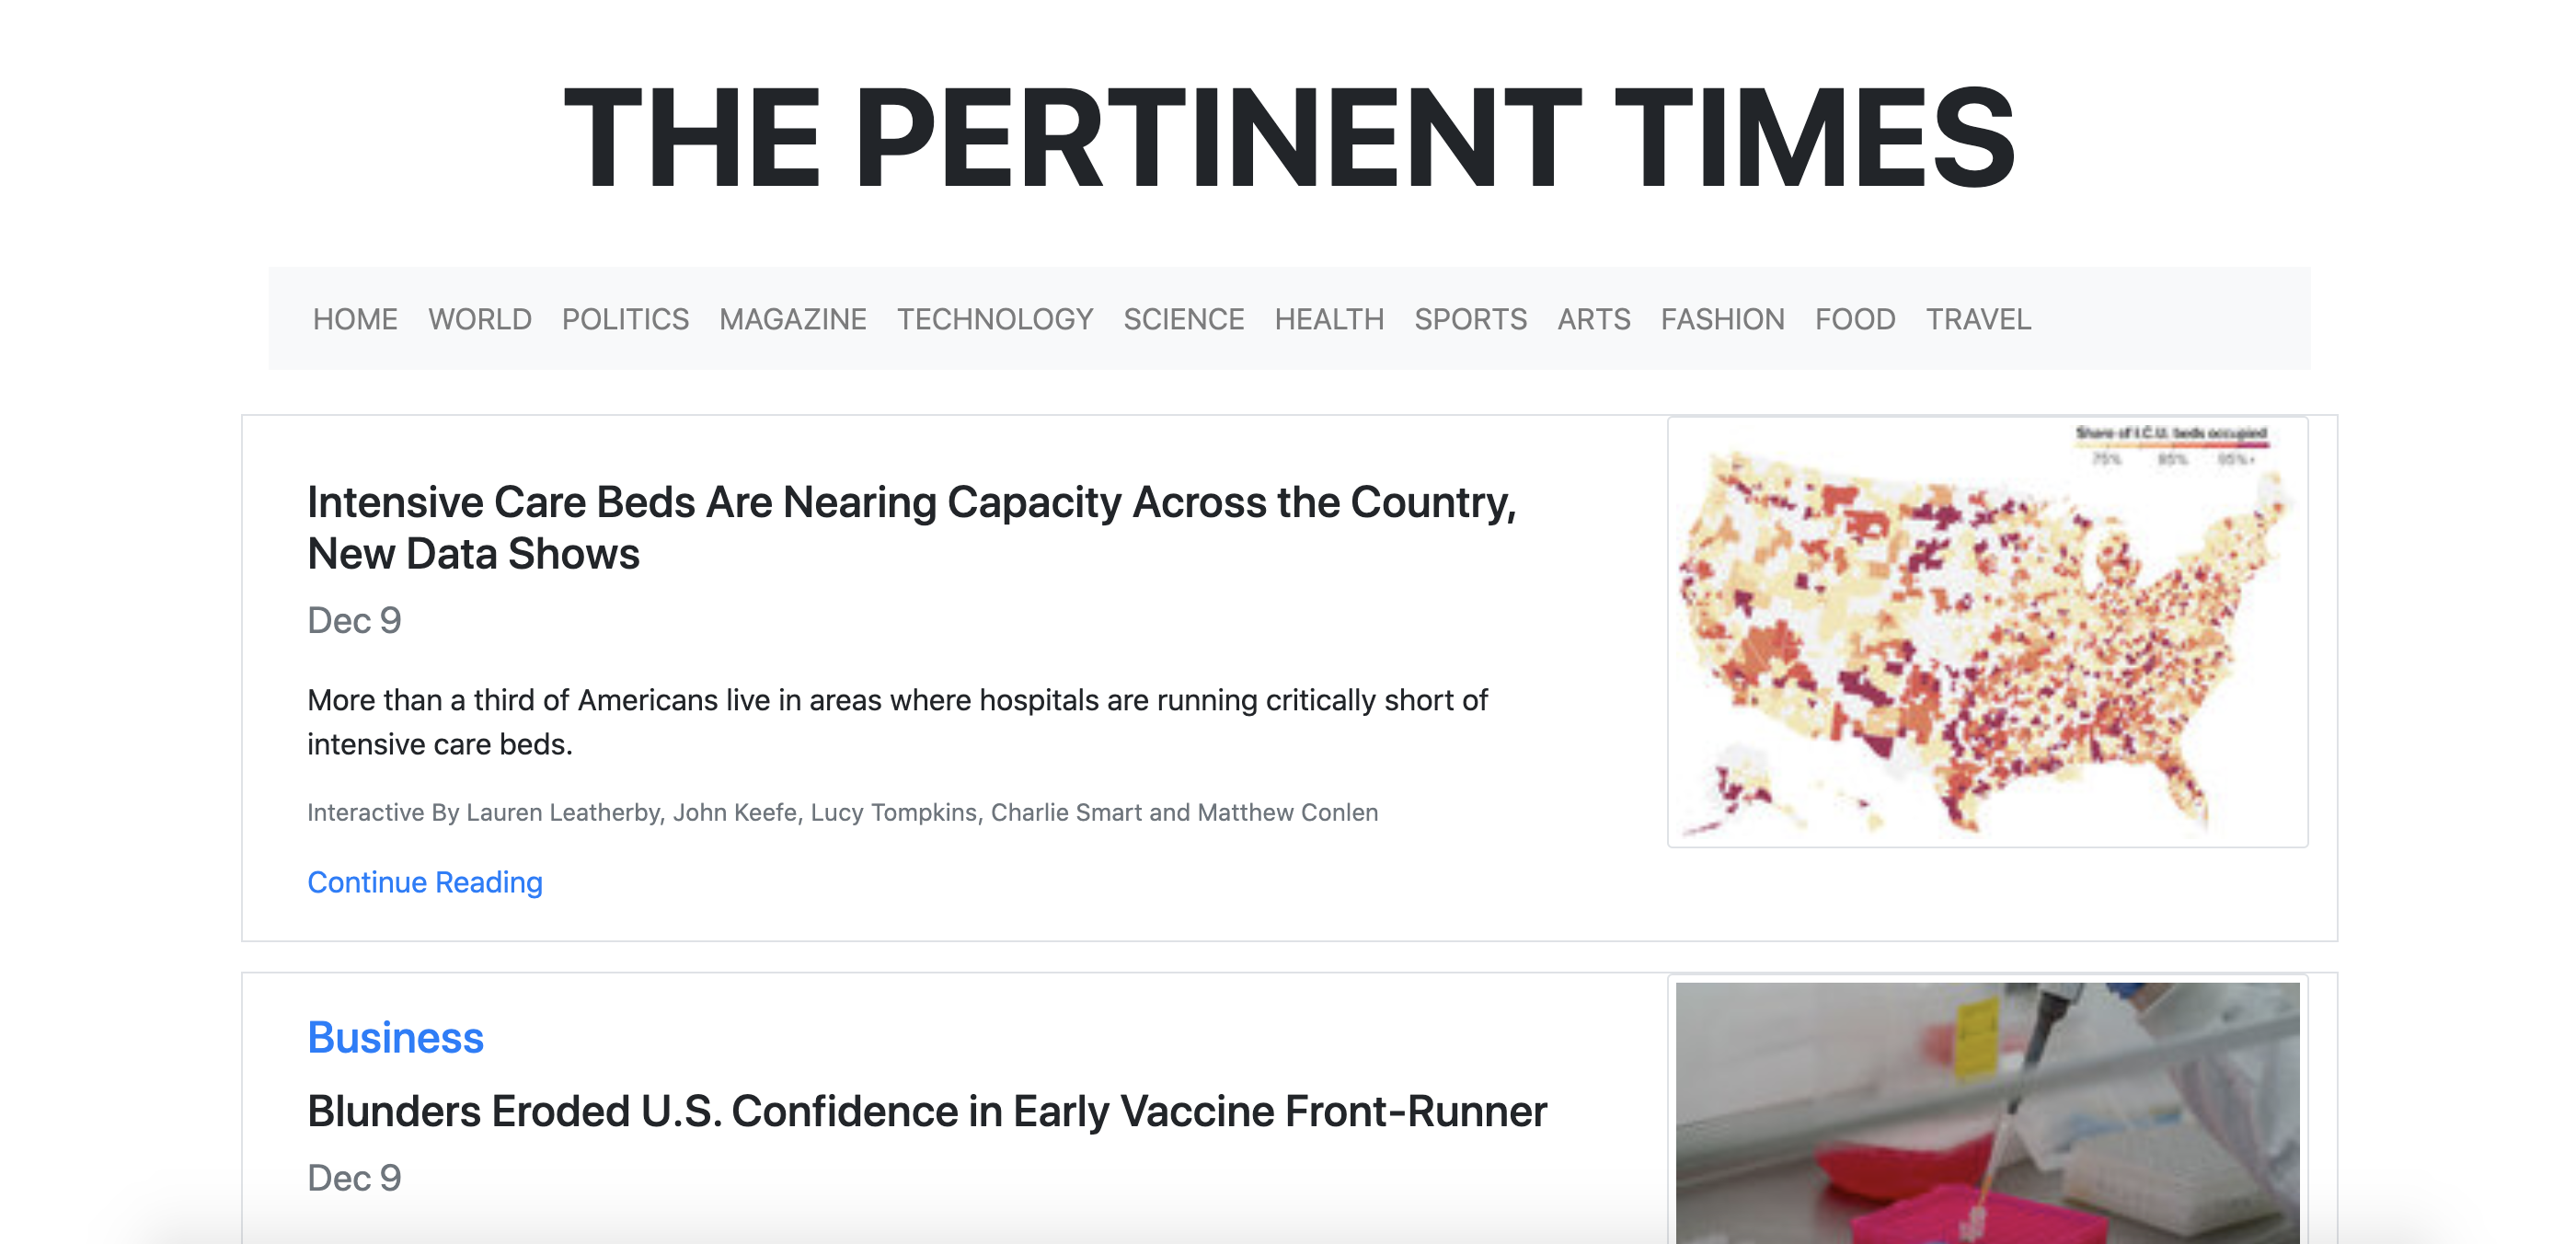 THE PERTINENT TIMES
HOME WORLD POLITICS MAGAZINE TECHNOLOGY SCIENCE HEALTH SPORTS ARTS FASHION FOOD TRAVEL
Intensive Care Beds Are Nearing Capacity Across the Country,
New Data Shows
Dec 9
More than a third of Americans live in areas where hospitals are running critically short of
intensive care beds.
Interactive By Lauren Leatherby, John Keefe, Lucy Tompkins, Charlie Smart and Matthew Conlen
Continue Reading
Share of I.C.U. beds occupied
75% 85% 95%+
Business
Blunders Eroded U.S. Confidence in Early Vaccine Front-Runner
Dec 9